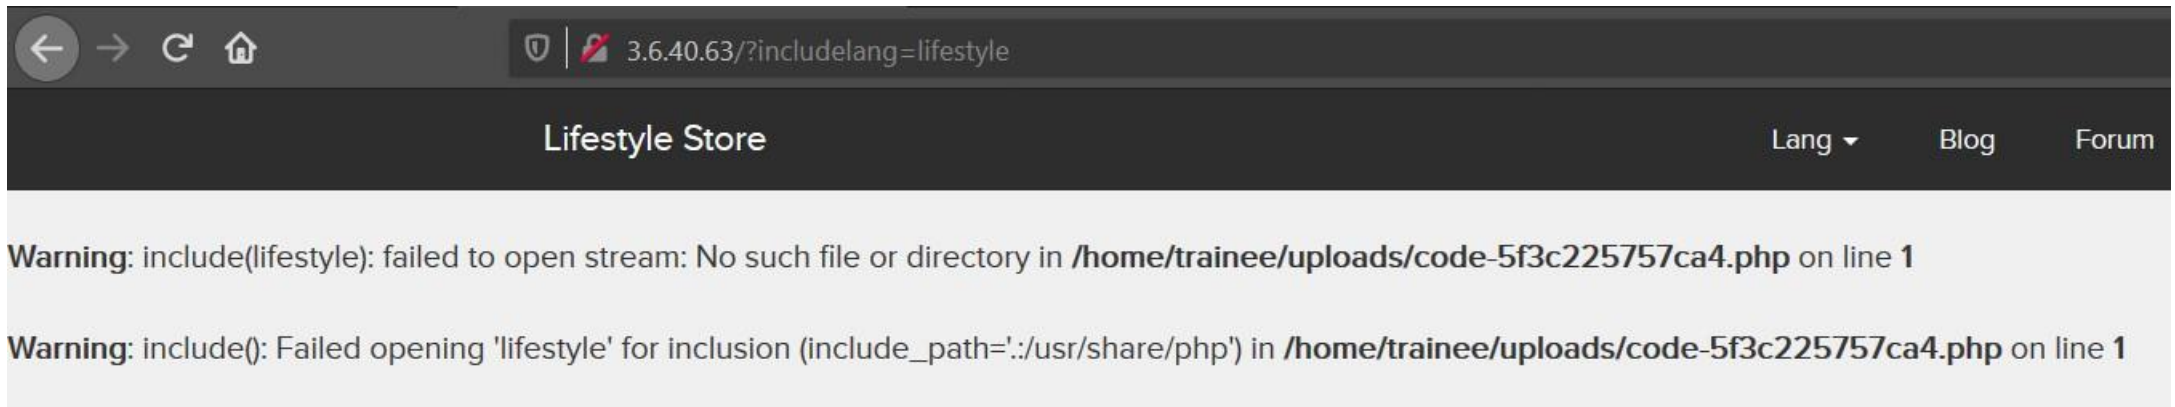 3.6.40.63/?includelang=lifestyle
Lifestyle Store Lang Blog Forum
Warning: include(lifestyle): failed to open stream: No such file or directory in /home/trainee/uploads/code-5f3c225757ca4.php on line 1
Warning: include(): Failed opening 'lifestyle' for inclusion (include_path='.:/usr/share/php') in /home/trainee/uploads/code-5f3c225757ca4.php on line 1